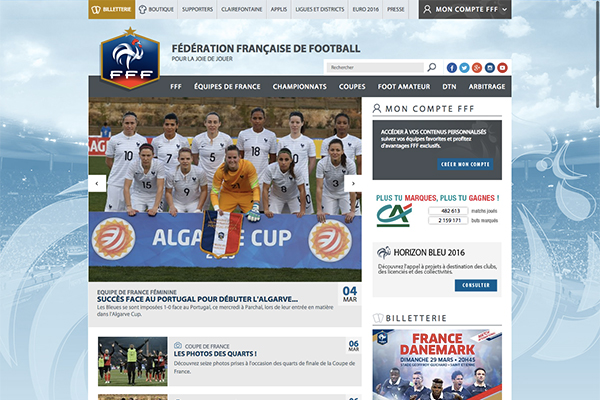 BILLETTERIE BOUTIQUE SUPPORTERS CLAIREFONTAINE APPLIS LIGUES ET DISTRICTS EURO 2016 PRESSE MON COMPTE FFF
FFF
FÉDÉRATION FRANÇAISE DE FOOTBALL
POUR LA JOIE DE JOUER
Rechercher
FFF ÉQUIPES DE FRANCE CHAMPIONNATS COUPES FOOT AMATEUR DTN ARBITRAGE
ALGARVE CUP
EQUIPE DE FRANCE FÉMININE
SUCCÈS FACE AU PORTUGAL POUR DÉBUTER L'ALGARVE...
Les Bleues se sont imposées 1-0 face au Portugal, ce mercredi à Parchal, lors de leur entrée en
matière dans l'Algarve Cup.
04
MAR
COUPE DE FRANCE
LES PHOTOS DES QUARTS !
Découvrez seize photos prises à l'occasion des quarts de finale de la Coupe de
France.
06
MAR
06
MON COMPTE FFF
ACCÉDER À VOS CONTENUS PERSONNALISÉS
suivez vos équipes favorites et profitez
d'avantages FFF exclusifs.
CRÉER MON COMPTE
PLUS TU MARQUES, PLUS TU GAGNES !
CA
482 613 matchs joués
2 159 171 buts marqués
HORIZON BLEU 2016
Découvrez l'appel à projets à destination des clubs,
des licenciés et des collectivités.
CONSULTER
BILLETTERIE
FRANCE
DANEMARK
DIMANCHE 29 MARS • 20H45
STADE GEOFFROY-GUICHARD • SAINT-ETIENNE